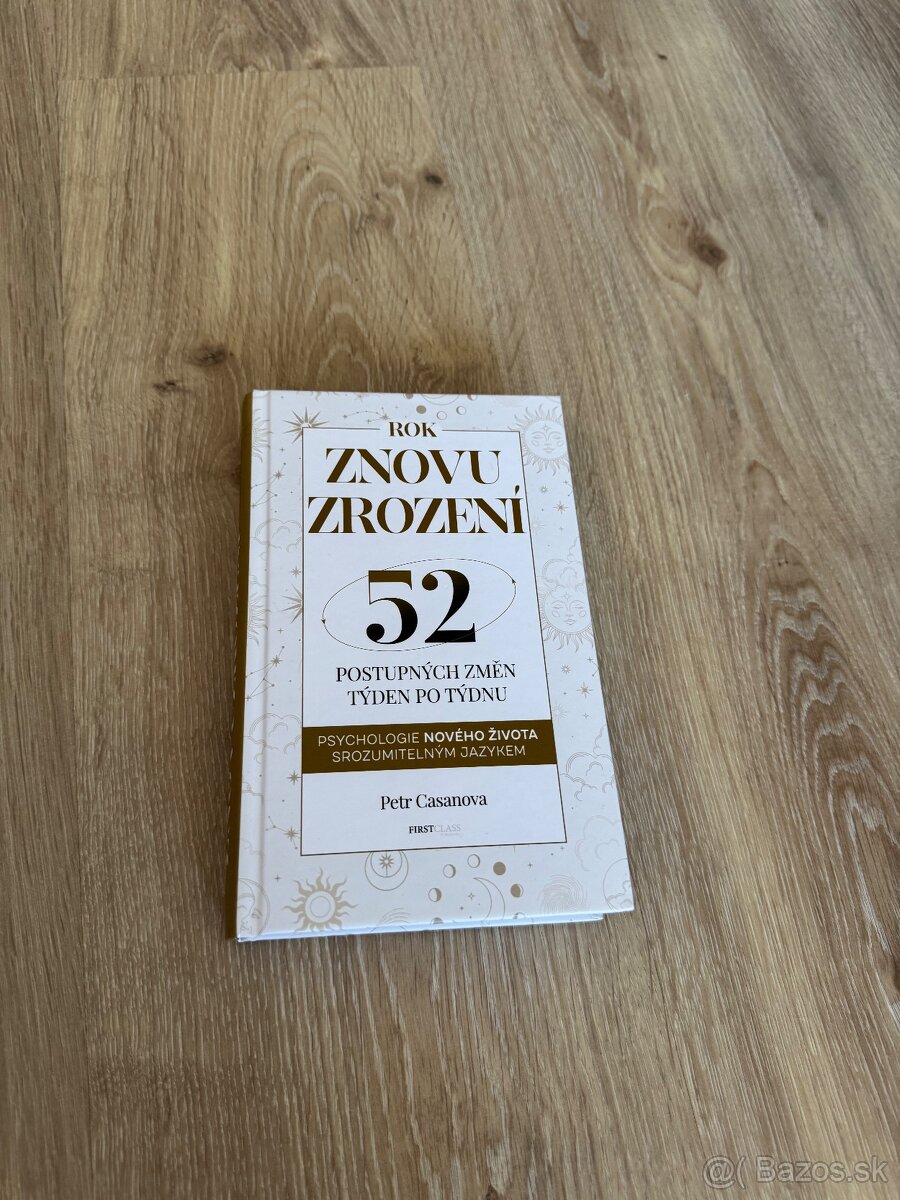 ROK
ZNOVU
ZROZENÍ
52
POSTUPNÝCH ZMĚN
TÝDEN PO TÝDNU
PSYCHOLOGIE NOVÉHO ŽIVOTA
SROZUMITELNÝM JAZYKEM
Petr Casanova
FIRSTCLASS
@( Bazos.sk